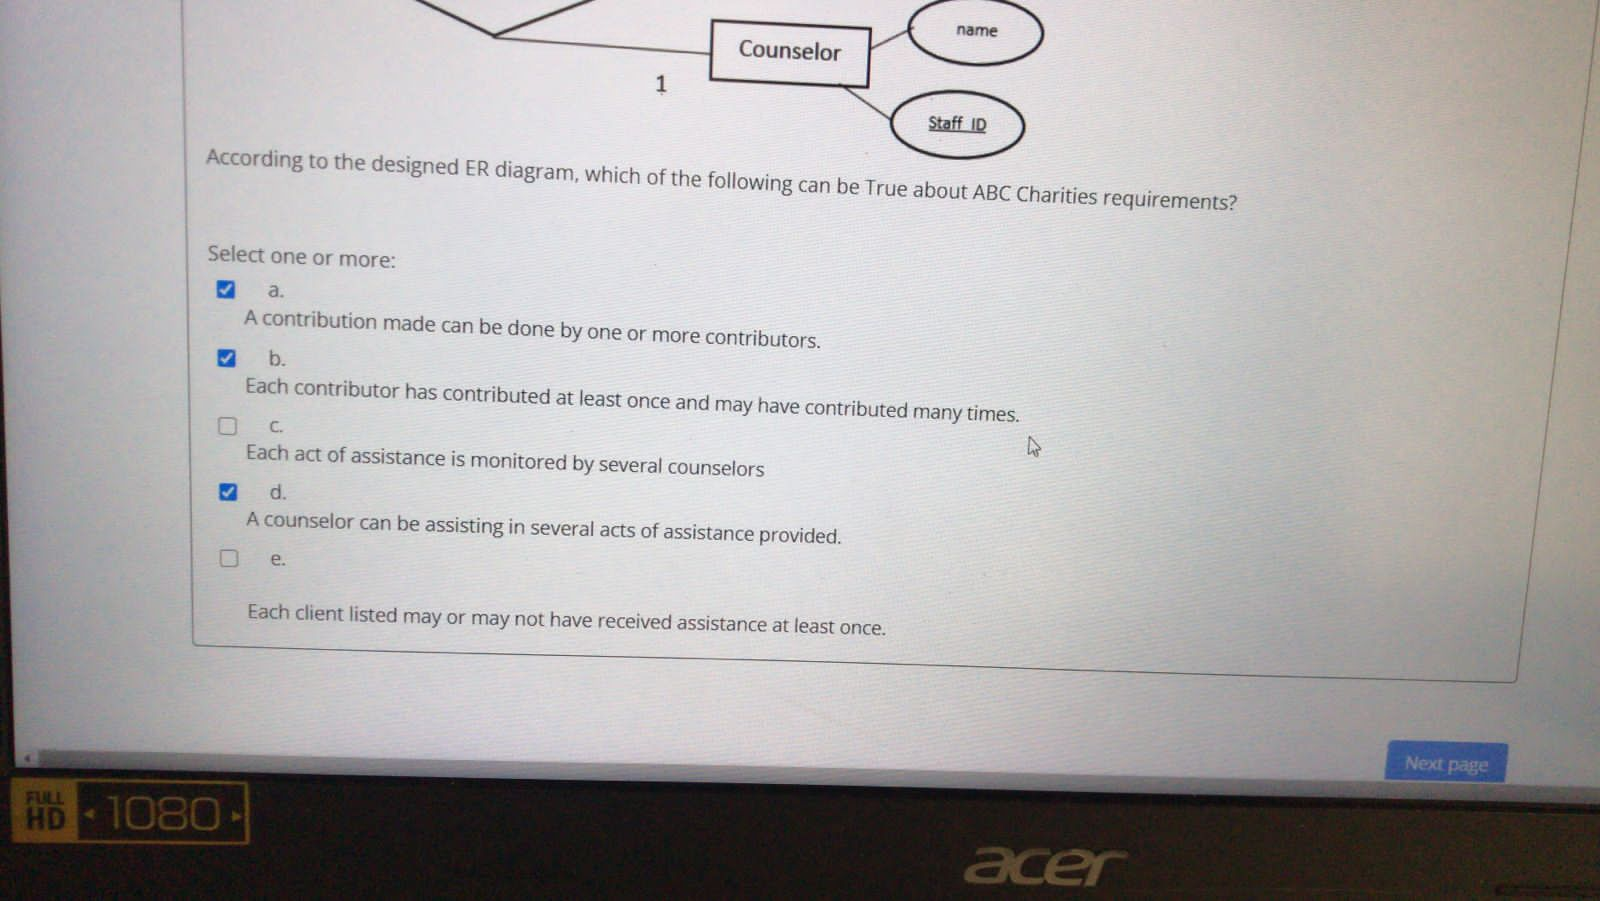 name
Counselor
1
Staff_ID
According to the designed ER diagram, which of the following can be True about ABC Charities requirements?
Select one or more:
a.
A contribution made can be done by one or more contributors.
b.
Each contributor has contributed at least once and may have contributed many times.
c.
Each act of assistance is monitored by several counselors
d.
A counselor can be assisting in several acts of assistance provided.
e.
Each client listed may or may not have received assistance at least once.
Next page
FULL
HD
1080
acer